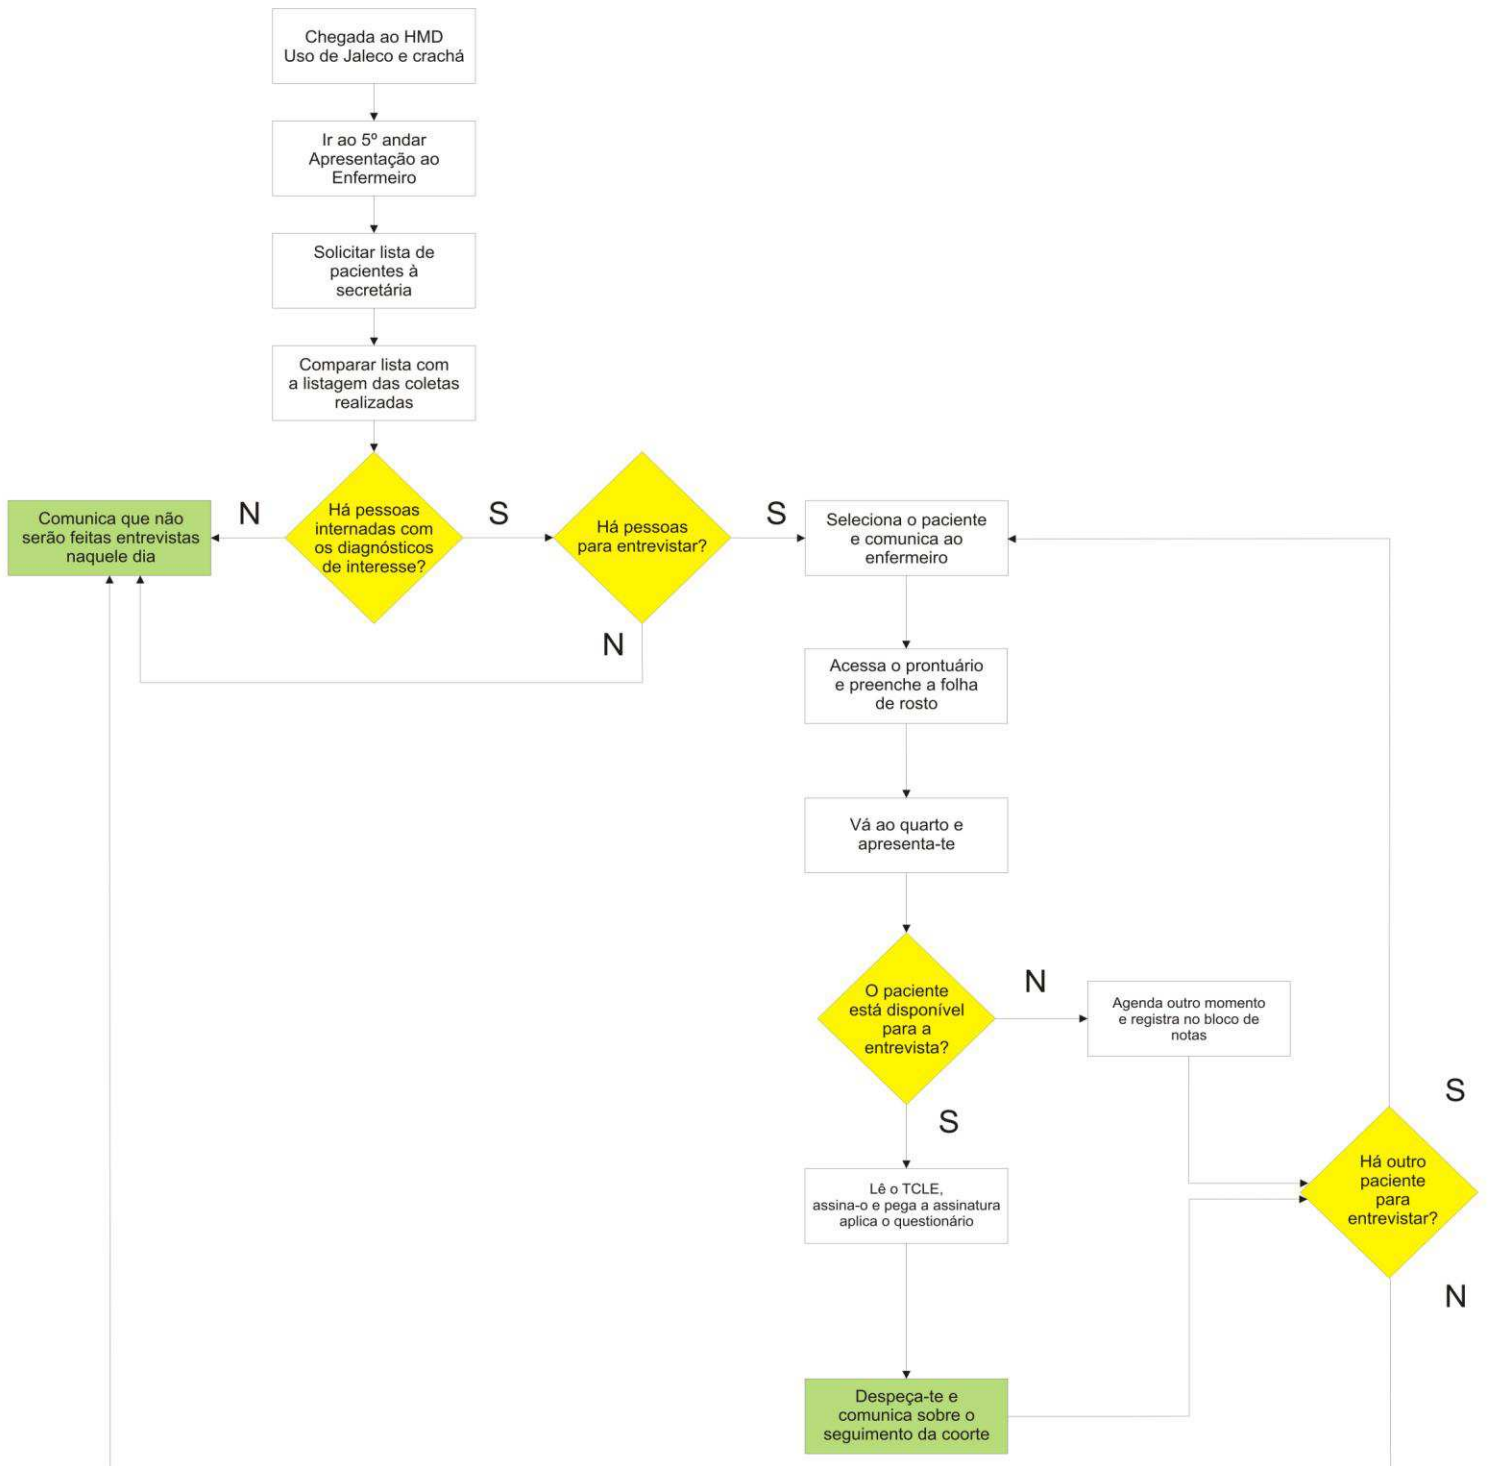 Chegada ao HMD
Uso de Jaleco e crachá
Ir ao 5º andar
Apresentação ao
Enfermeiro
Solicitar lista de
pacientes à
secretária
Comparar lista com
a listagem das coletas
realizadas
Comunica que não
serão feitas entrevistas
naquele dia
N
Há pessoas
internadas com
os diagnósticos
de interesse?
S
Há pessoas
para entrevistar?
S
N
Seleciona o paciente
e comunica ao
enfermeiro
Acessa o prontuário
e preenche a folha
de rosto
Vá ao quarto e
apresenta-te
O paciente
está disponível
para a
entrevista?
N
Agenda outro momento
e registra no bloco de
notas
S
S
Há outro
paciente
para
entrevistar?
N
Lê o TCLE,
assina-o e pega a assinatura
aplica o questionário
Despeça-te e
comunica sobre o
seguimento da coorte